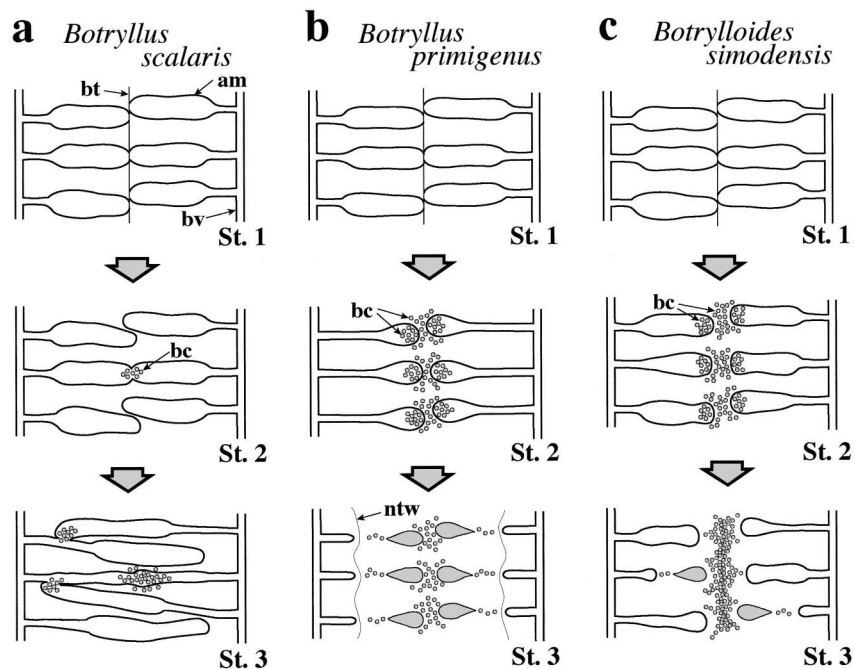 a Botryllus scalaris
bt
am
bv
St. 1
bc
St. 2
St. 3
b Botryllus primigenus
St. 1
bc
St. 2
ntw
St. 3
c Botrylloides simodensis
St. 1
bc
St. 2
St. 3